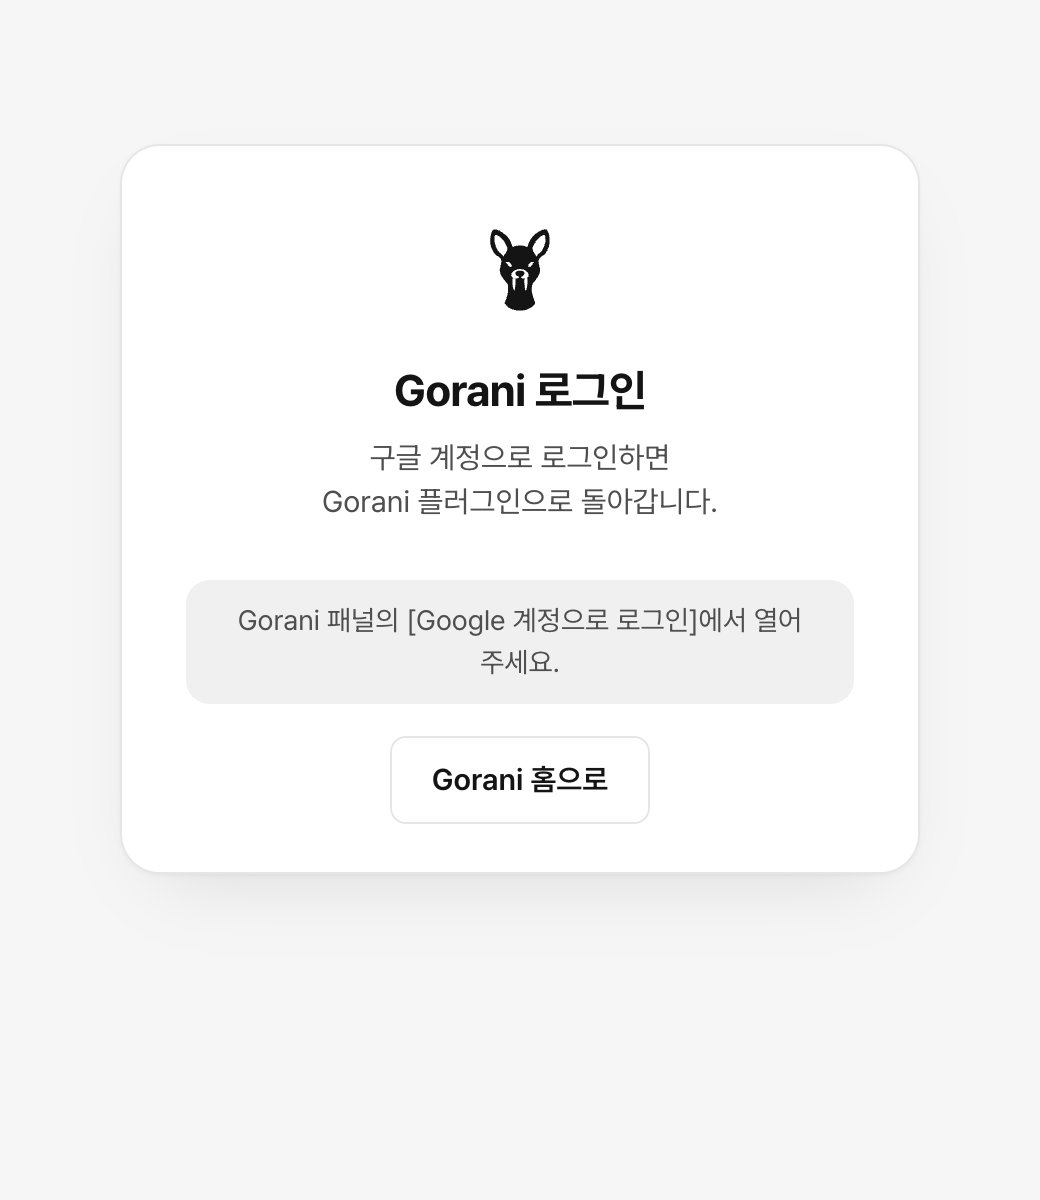 Gorani 로그인
구글 계정으로 로그인하면
Gorani 플러그인으로 돌아갑니다.
Gorani 패널의 [Google 계정으로 로그인]에서 열어
주세요.
Gorani 홈으로